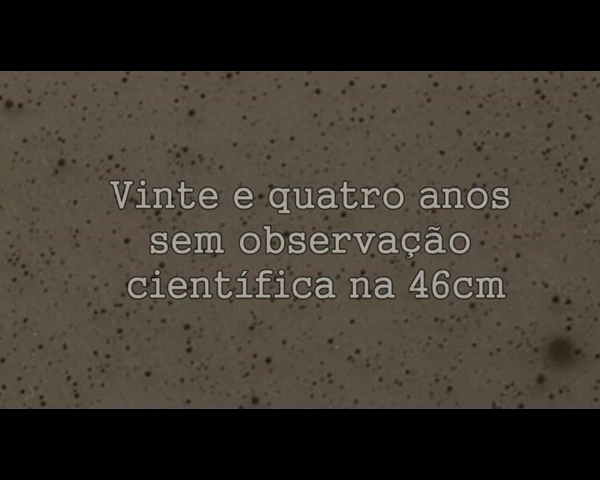 Vinte e quatro anos
sem observação
científica na 46cm